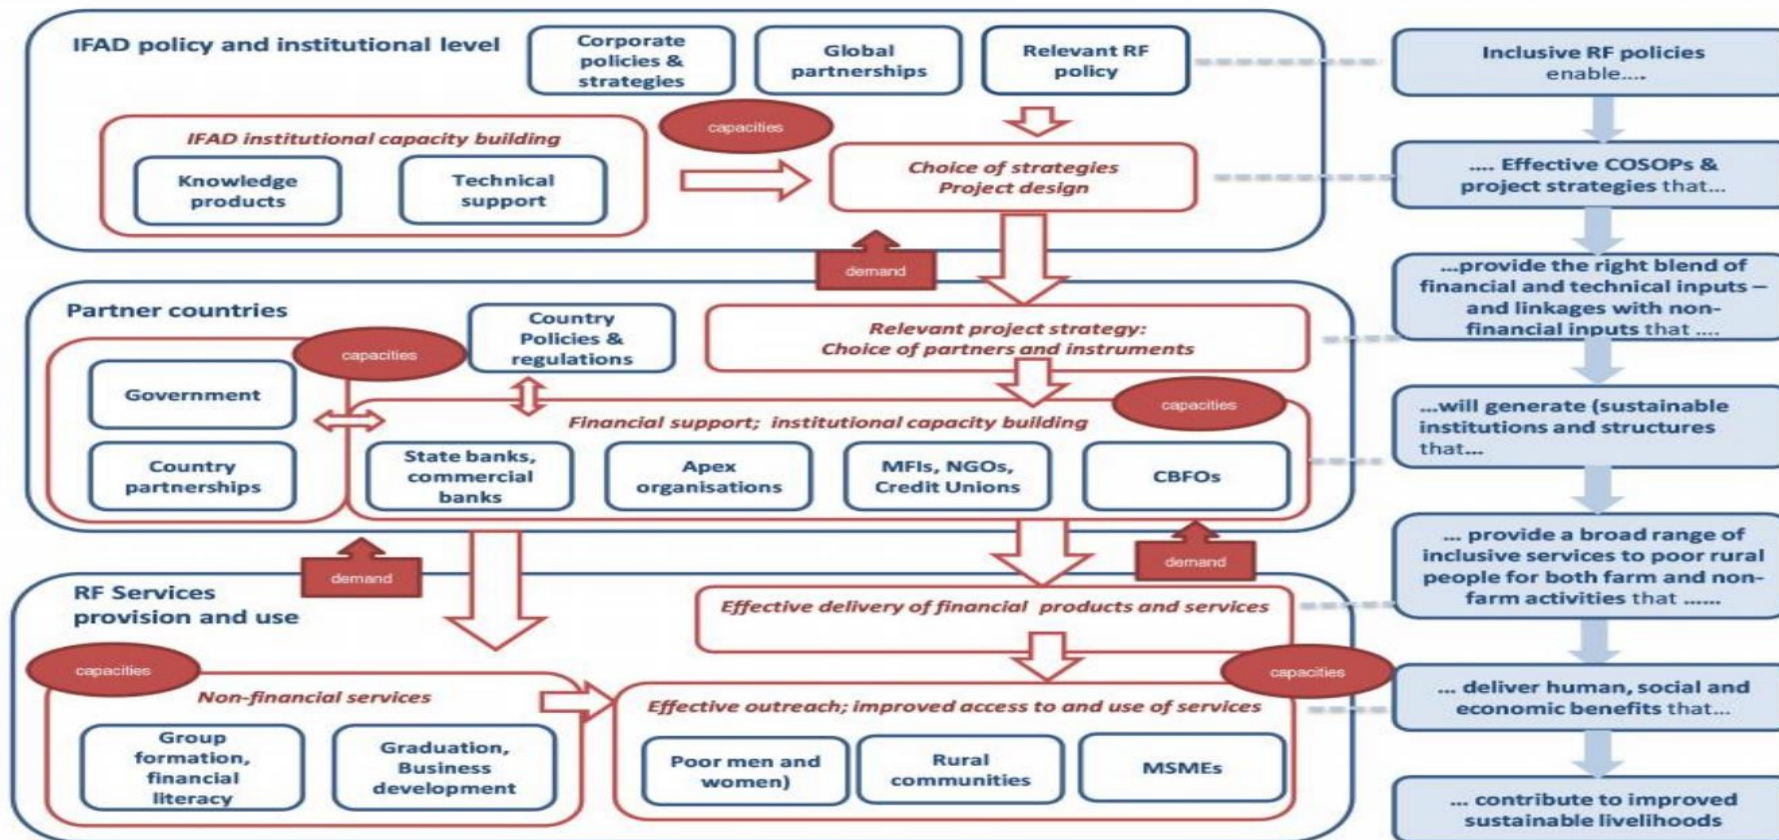 IFAD policy and institutional level
Corporate
policies &
strategies
Global
partnerships
Relevant RF
policy
capacities
IFAD institutional capacity building
Knowledge
products
Technical
support
Choice of strategies
Project design
demand
Partner countries
Country
Policies &
regulations
capacities
Relevant project strategy:
Choice of partners and instruments
Government
Country
partnerships
capacities
Financial support; institutional capacity building
State banks,
commercial
banks
Apex
organisations
MFIs, NGOs,
Credit Unions
CBFOs
demand
demand
RF Services
provision and use
Effective delivery of financial products and services
capacities
Non-financial services
Group
formation,
financial
literacy
Graduation,
Business
development
capacities
Effective outreach; improved access to and use of services
Poor men and
women)
Rural
communities
MSMEs
Inclusive RF policies
enable....
.... Effective COSOPs &
project strategies that...
...provide the right blend of
financial and technical inputs –
and linkages with non-
financial inputs that ....
...will generate (sustainable
institutions and structures
that...
... provide a broad range of
inclusive services to poor rural
people for both farm and non-
farm activities that ......
... deliver human, social and
economic benefits that...
... contribute to improved
sustainable livelihoods